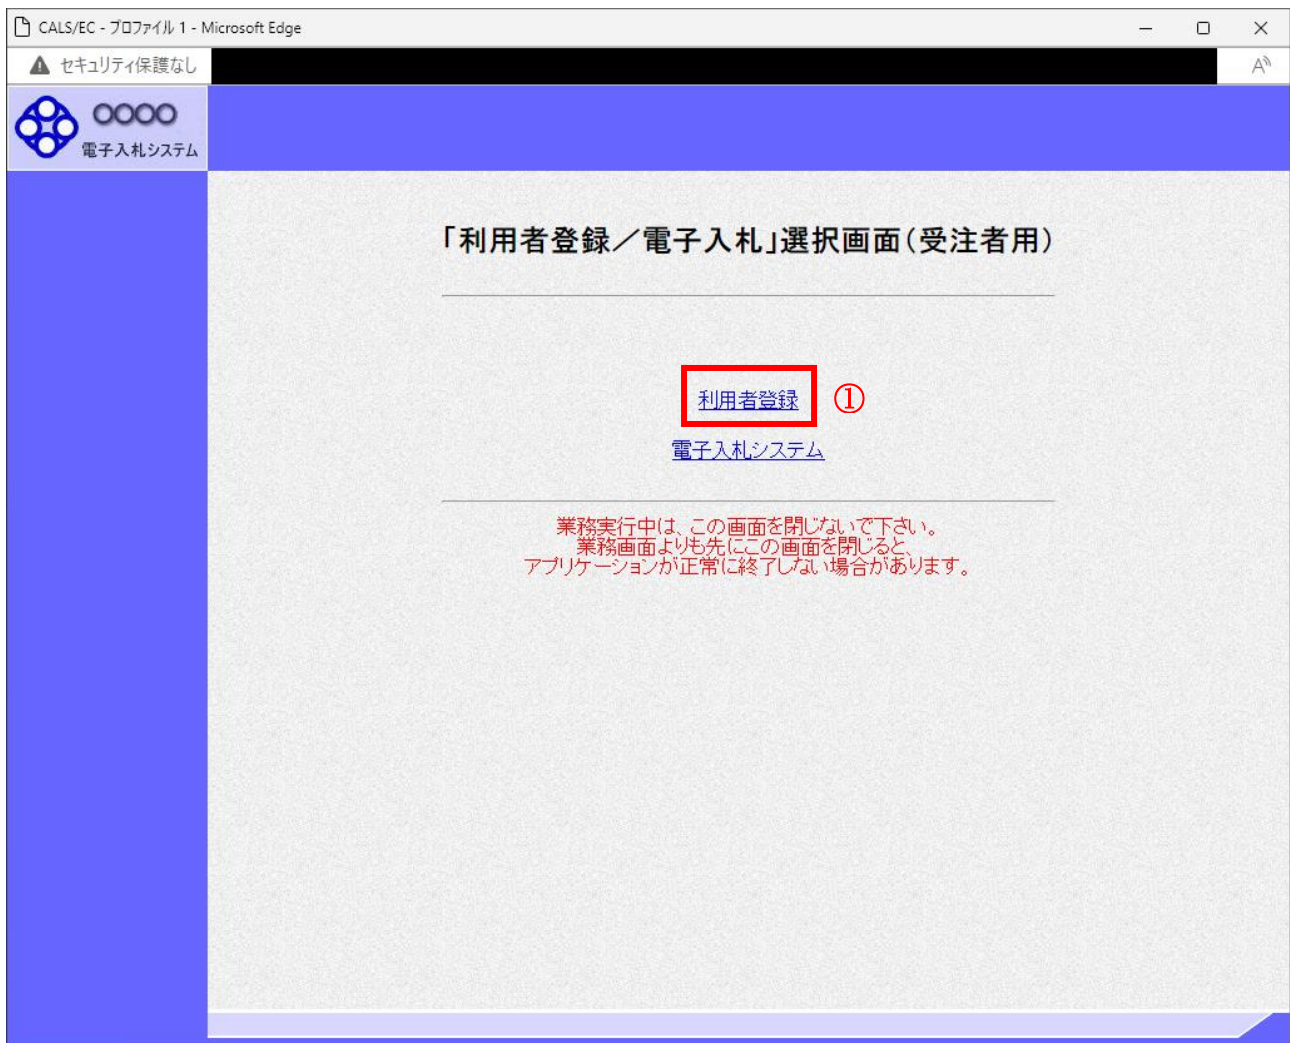 CALS/EC - プロファイル 1 - Microsoft Edge
セキュリティ保護なし
○○○○
電子入札システム
「利用者登録／電子入札」選択画面(受注者用)
利用者登録 ①
電子入札システム
業務実行中は、この画面を閉じないで下さい。
業務画面よりも先にこの画面を閉じると、
アプリケーションが正常に終了しない場合があります。